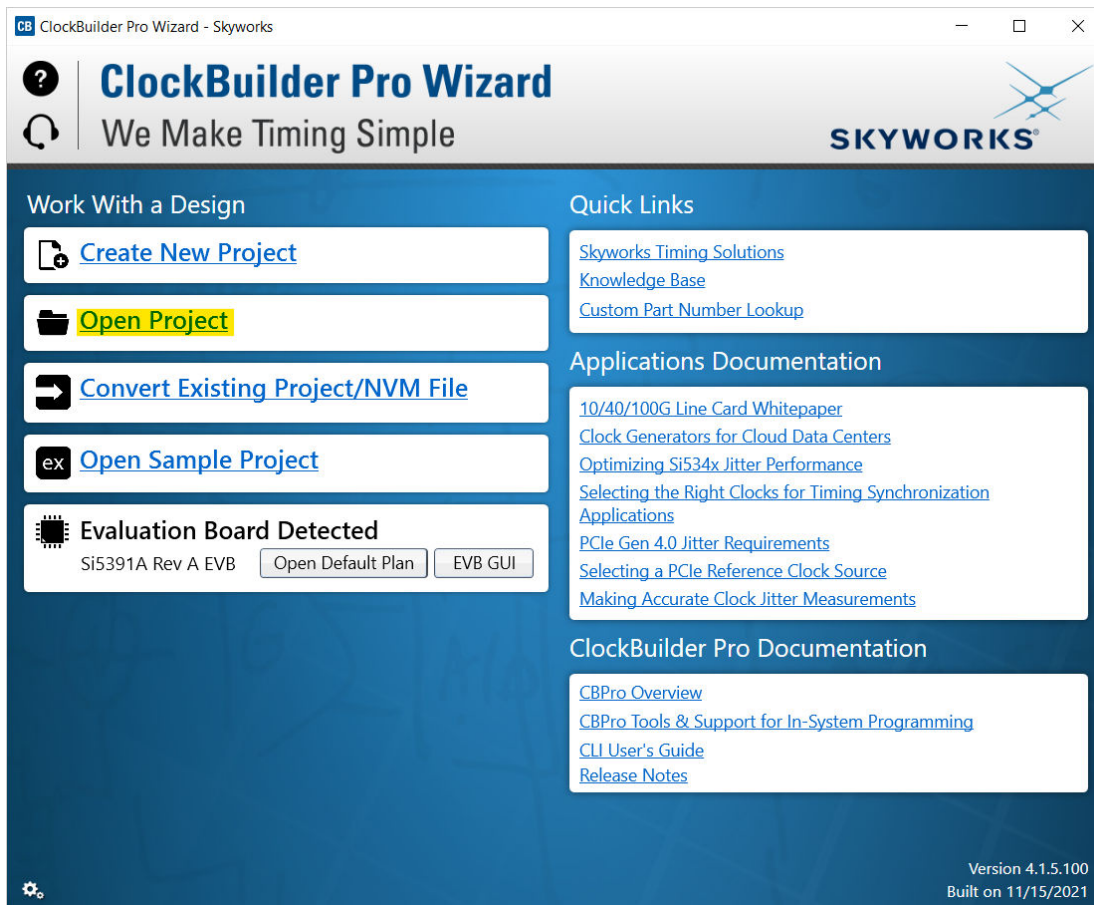 CB ClockBuilder Pro Wizard - Skyworks
?
ClockBuilder Pro Wizard
We Make Timing Simple
SKYWORKS®
Work With a Design
Create New Project
Open Project
Convert Existing Project/NVM File
ex Open Sample Project
Evaluation Board Detected
Si5391A Rev A EVB Open Default Plan EVB GUI
Quick Links
Skyworks Timing Solutions
Knowledge Base
Custom Part Number Lookup
Applications Documentation
10/40/100G Line Card Whitepaper
Clock Generators for Cloud Data Centers
Optimizing Si534x Jitter Performance
Selecting the Right Clocks for Timing Synchronization
Applications
PCIe Gen 4.0 Jitter Requirements
Selecting a PCIe Reference Clock Source
Making Accurate Clock Jitter Measurements
ClockBuilder Pro Documentation
CBPro Overview
CBPro Tools & Support for In-System Programming
CLI User's Guide
Release Notes
Version 4.1.5.100
Built on 11/15/2021